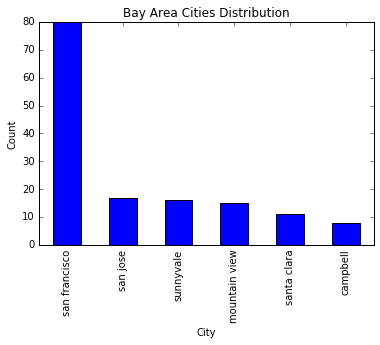 Bay Area Cities Distribution
80
70
60
50
40
30
20
10
0
Count
san francisco
san jose
sunnyvale
mountain view
santa clara
campbell
City